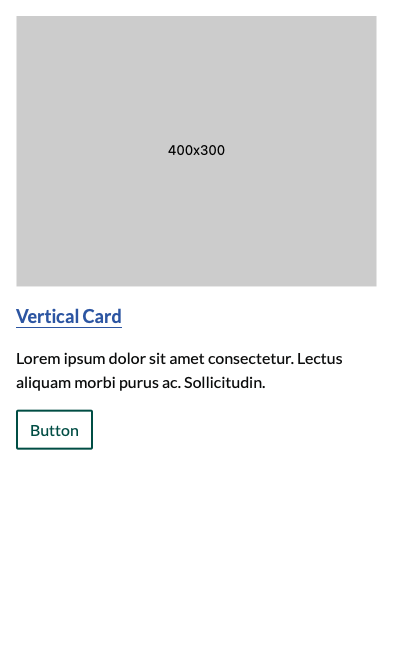 400x300
Vertical Card
Lorem ipsum dolor sit amet consectetur. Lectus
aliquam morbi purus ac. Sollicitudin.
Button